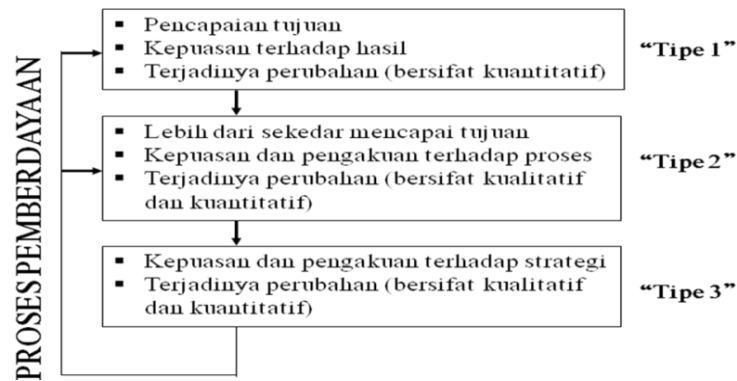 PROSES PEMBERDAYAAN
▪ Pencapaian tujuan
▪ Kepuasan terhadap hasil
▪ Terjadinya perubahan (bersifat kuantitatif)
“Tipe 1”
▪ Lebih dari sekedar mencapai tujuan
▪ Kepuasan dan pengakuan terhadap proses
▪ Terjadinya perubahan (bersifat kualitatif
dan kuantitatif)
“Tipe 2”
▪ Kepuasan dan pengakuan terhadap strategi
▪ Terjadinya perubahan (bersifat kualitatif
dan kuantitatif)
“Tipe 3”